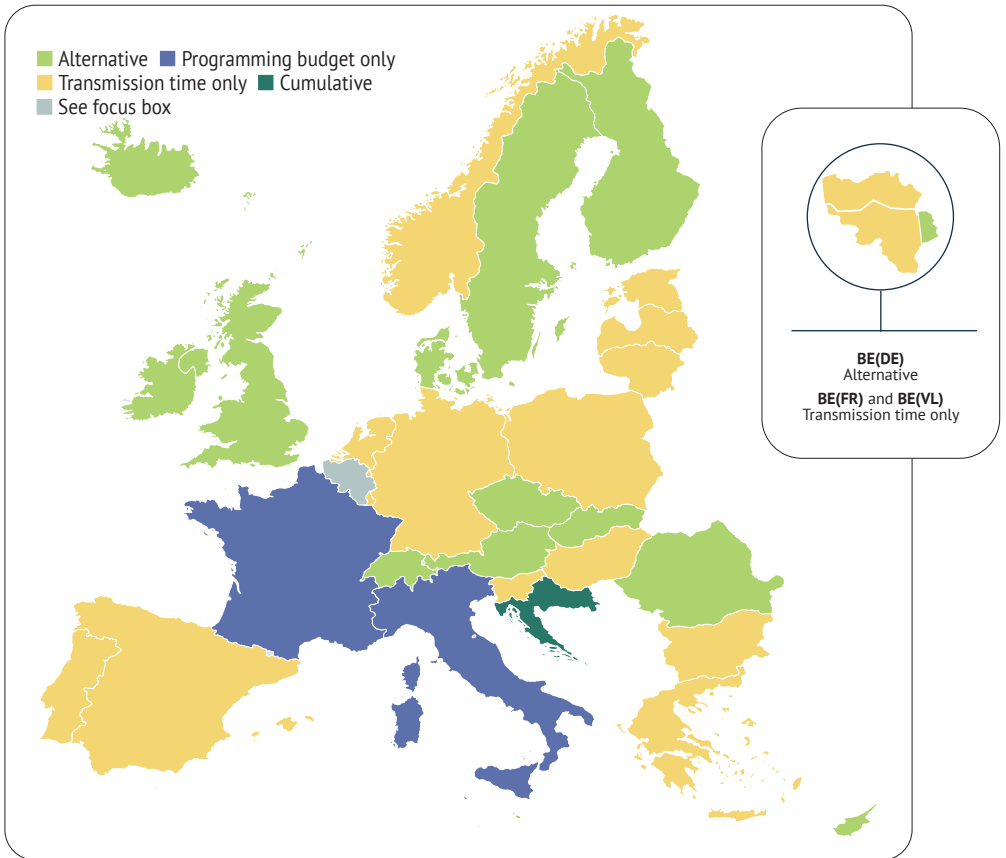 Alternative Programming budget only
Transmission time only Cumulative
See focus box
BE(DE)
Alternative
BE(FR) and BE(VL)
Transmission time only